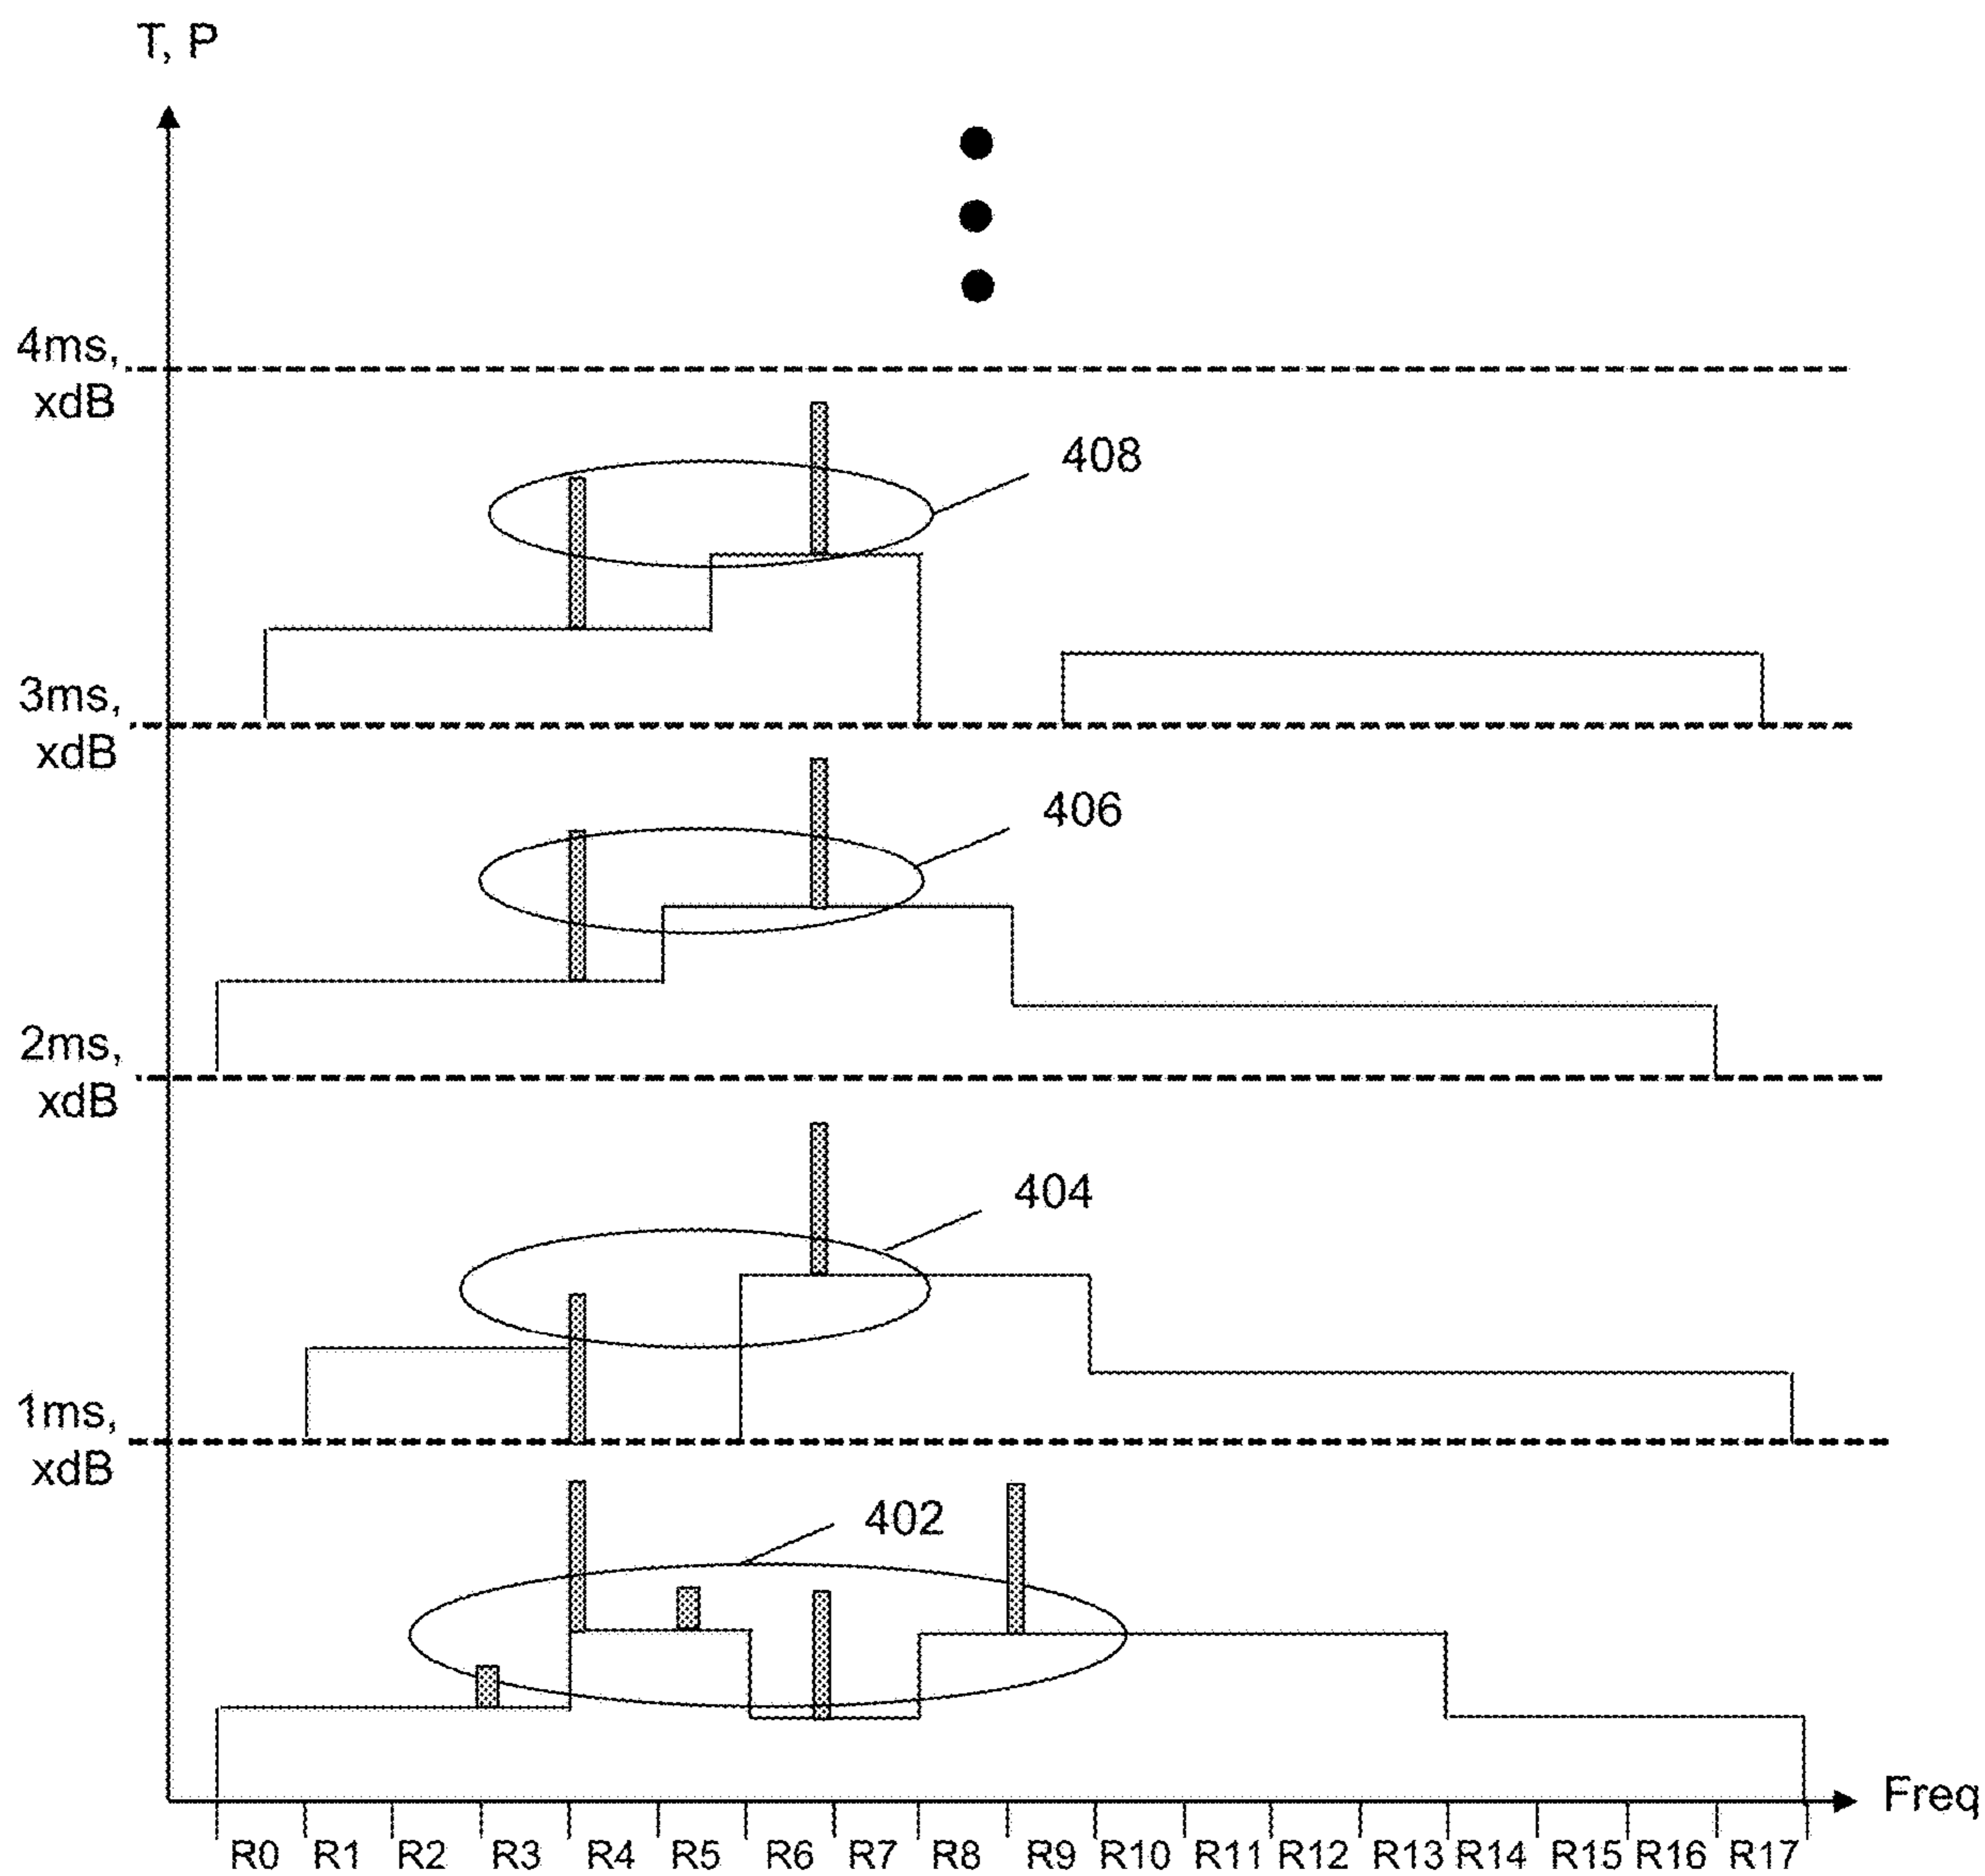 T, P
4ms,
xdB
408
3ms,
xdB
406
2ms,
xdB
404
1ms,
xdB
402
Freq
R0 R1 R2 R3 R4 R5 R6 R7 R8 R9 R10 R11 R12 R13 R14 R15 R16 R17